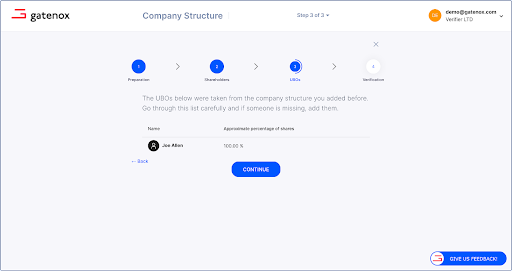 gatenox
Company Structure
Step 3 of 3
De
demo@gatenox.com
Verifier LTD
1
2
3
4
Preparation
Shareholders
UBOs
Verification
The UBOs below were taken from the company structure you added before.
Go through this list carefully and if someone is missing, add them.
Name
Approximate percentage of shares
Joe Allen
100.00 %
← Back
CONTINUE
GIVE US FEEDBACK!